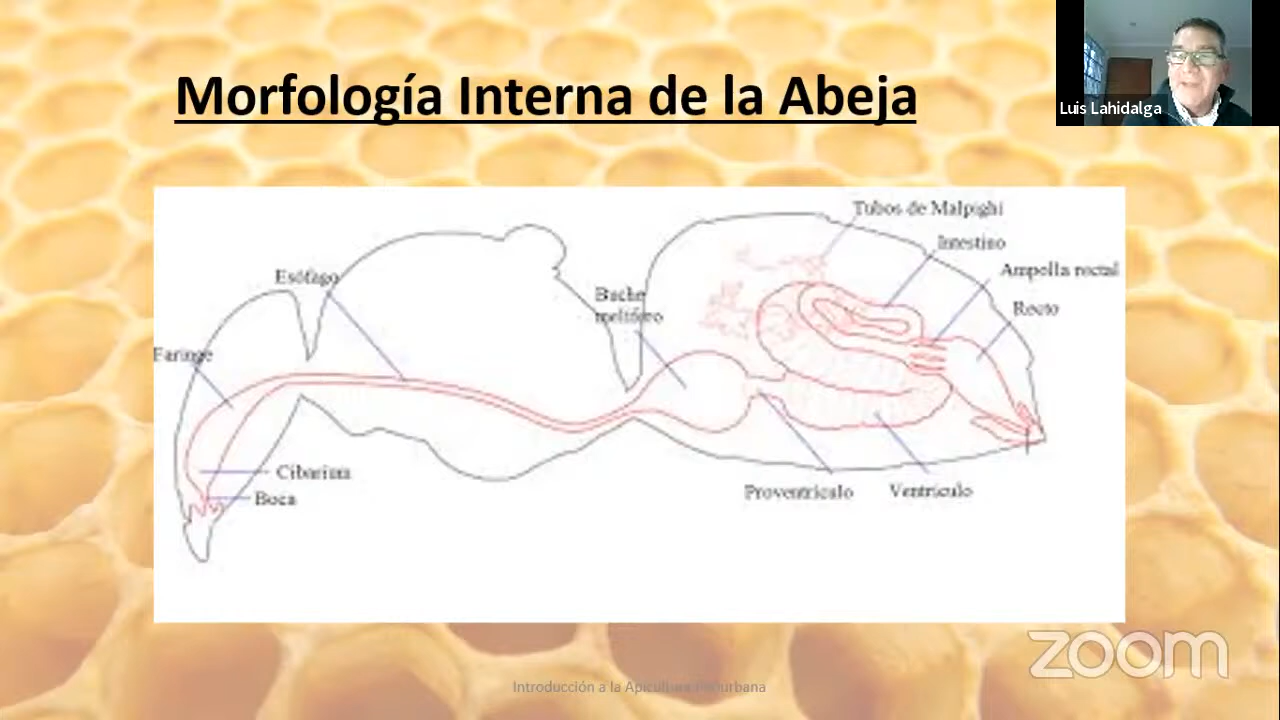 Morfología Interna de la Abeja
Luis Lahidalga
Tubos de Malpighi
Intestino
Ampolla rectal
Recto
Esófago
Buche
melífero
Faringe
Cibarium
Boca
Proventrículo
Ventrículo
zoom
Introducción a la Apicultura